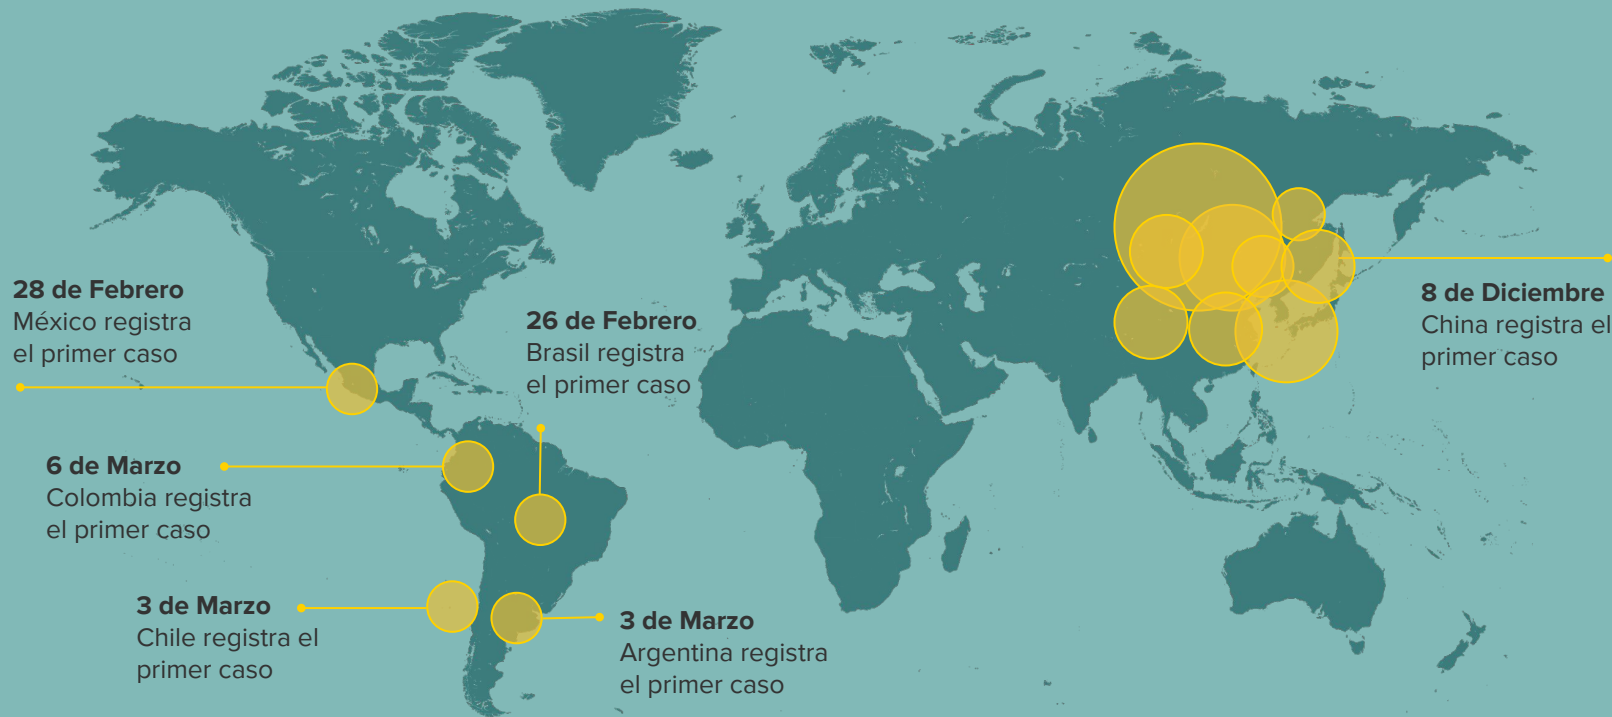 28 de Febrero
México registra
el primer caso
26 de Febrero
Brasil registra
el primer caso
8 de Diciembre
China registra el
primer caso
6 de Marzo
Colombia registra
el primer caso
3 de Marzo
Chile registra el
primer caso
3 de Marzo
Argentina registra
el primer caso